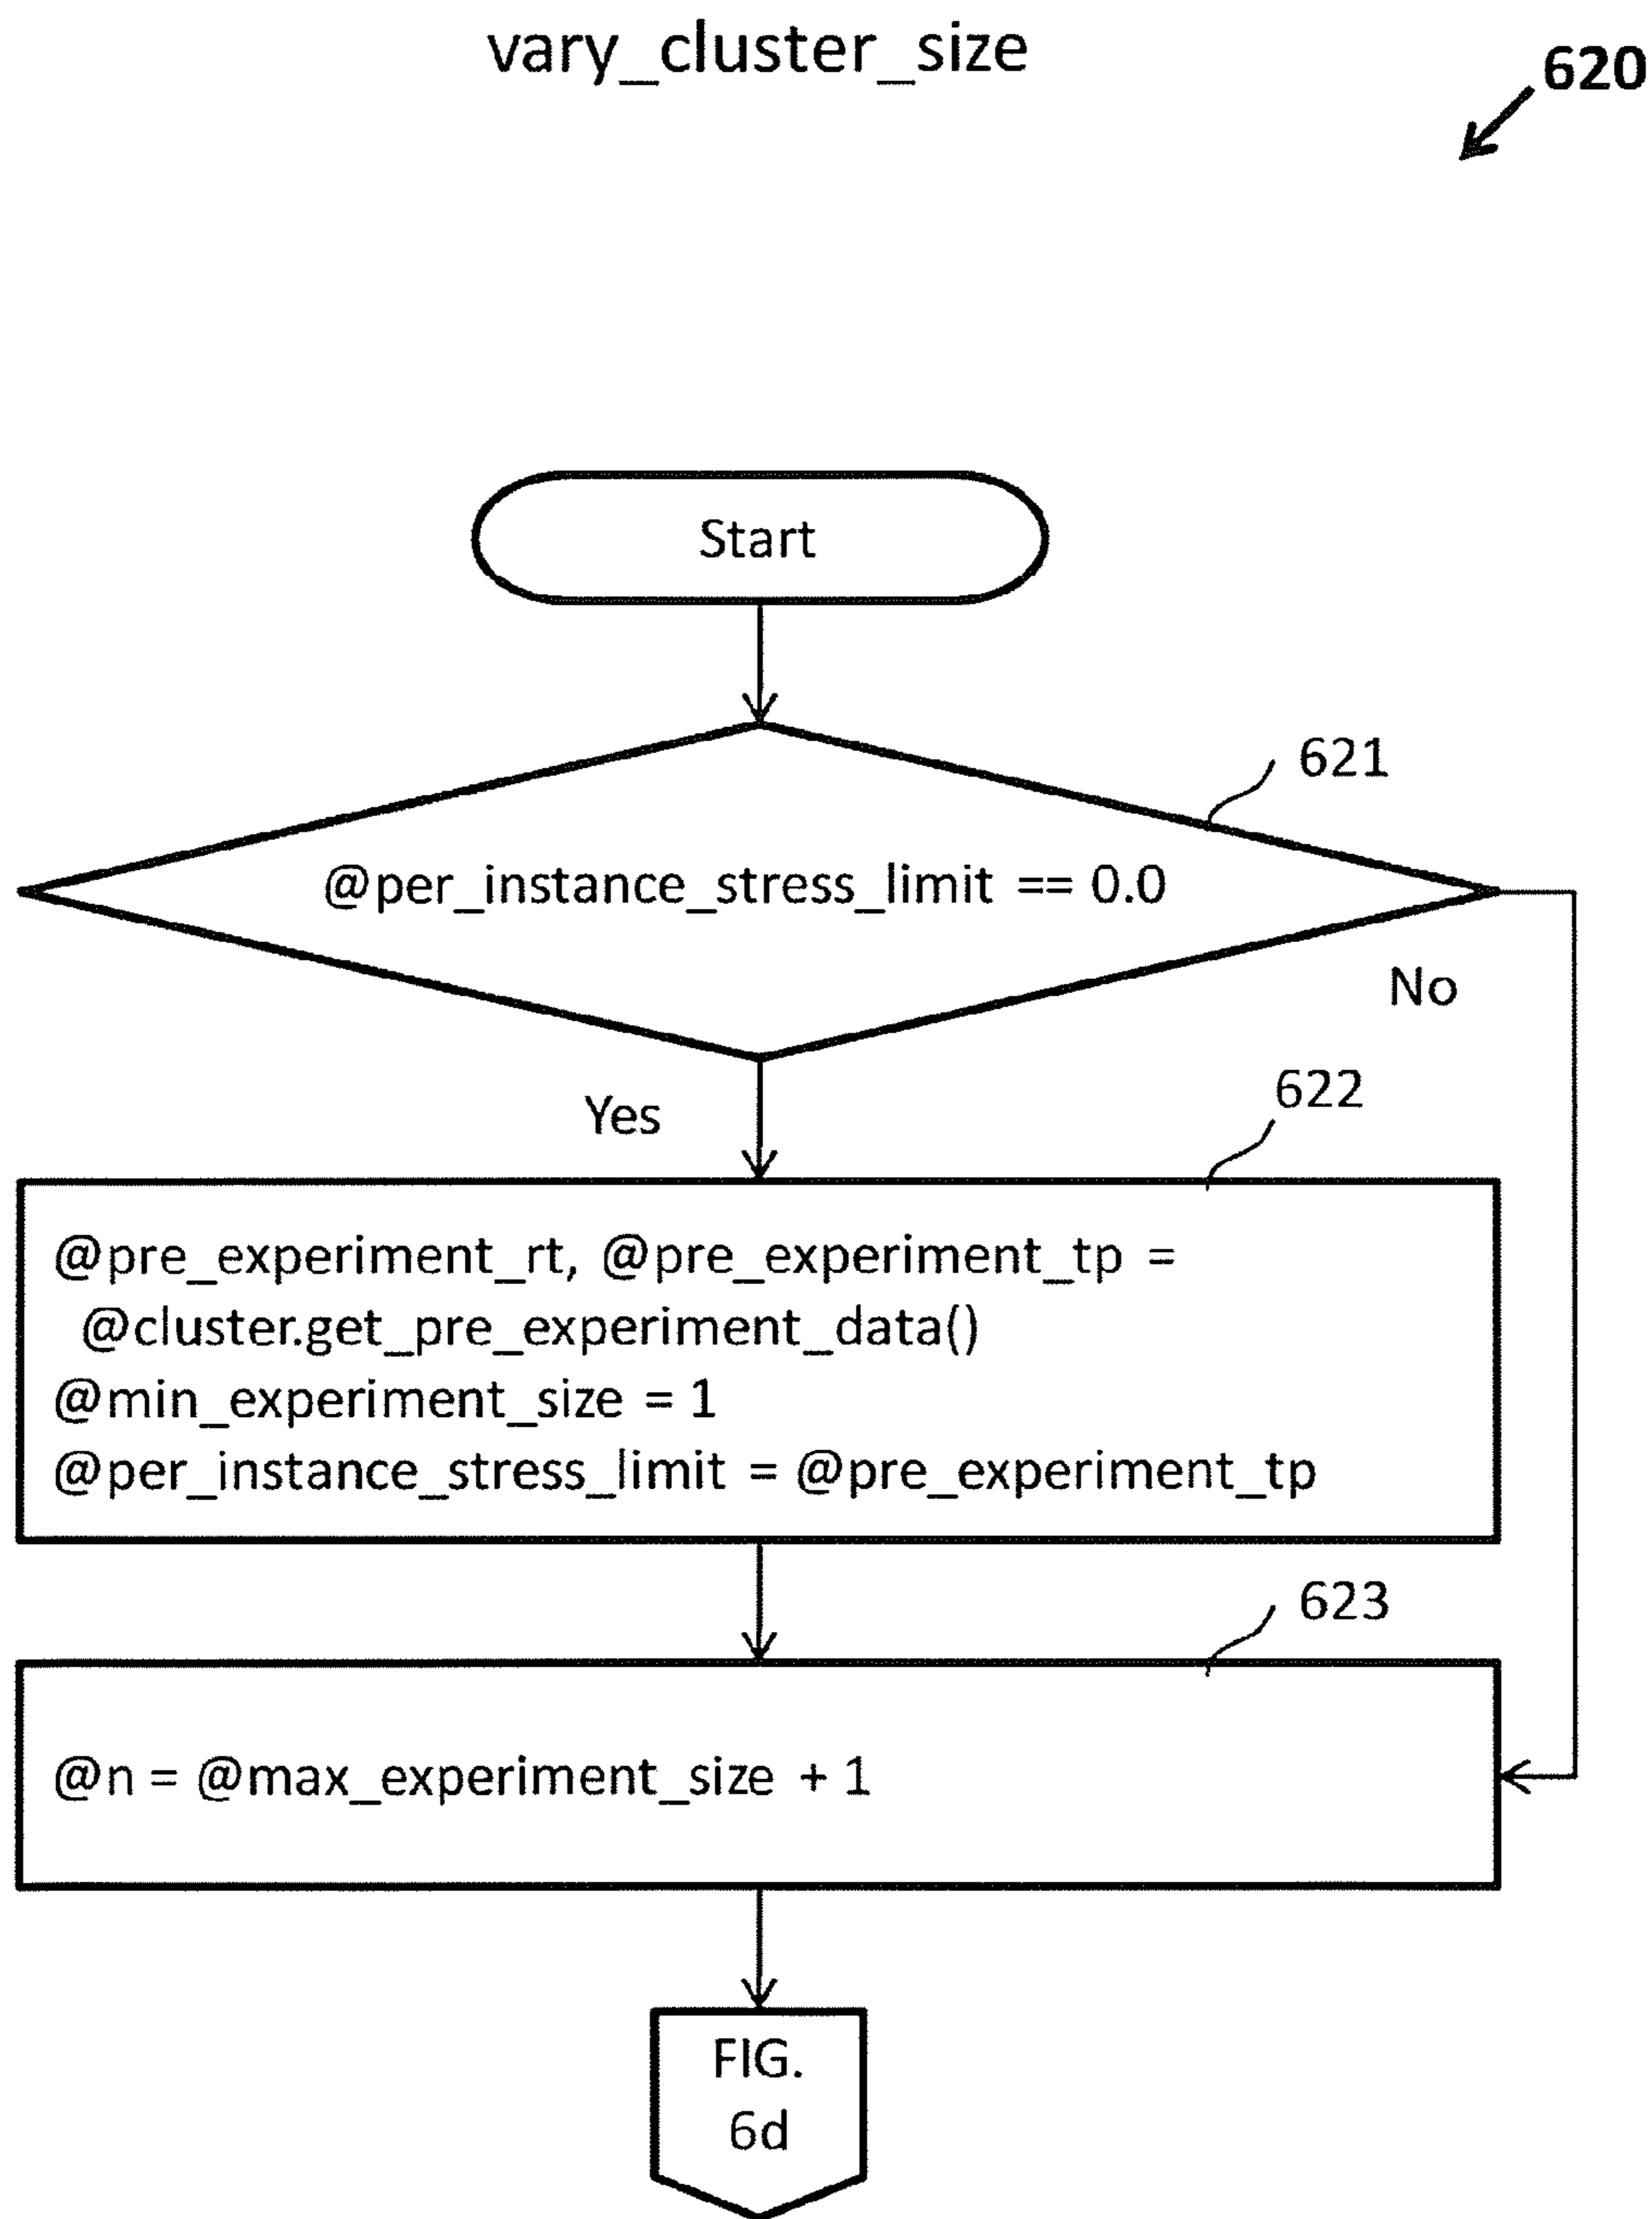 vary_cluster_size
620
Start
621
@per_instance_stress_limit == 0.0
No
Yes
622
@pre_experiment_rt, @pre_experiment_tp =
@cluster.get_pre_experiment_data()
@min_experiment_size = 1
@per_instance_stress_limit = @pre_experiment_tp
623
@n = @max_experiment_size + 1
FIG.
6d